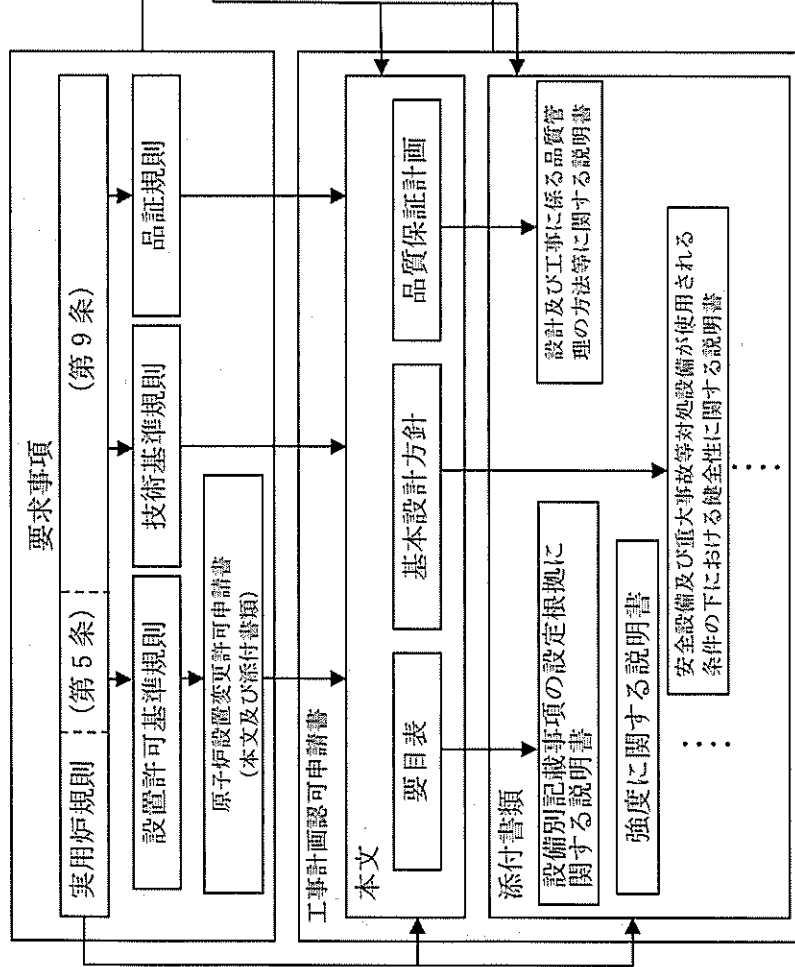 要求事項
実用炉規則 (第5条) (第9条)
設置許可基準規則
技術基準規則
品証規則
原子炉設置変更許可申請書
(本文及び添付書類)
工事計画認可申請書
本文
要目表
基本設計方針
品質保証計画
添付書類
設備別記載事項の設定根拠に
関する説明書
強度に関する説明書
‥‥
設計及び工事に係る品質管
理の方法等に関する説明書
安全設備及び重大事故等対処設備が使用される
条件の下における健全性に関する説明書
‥‥